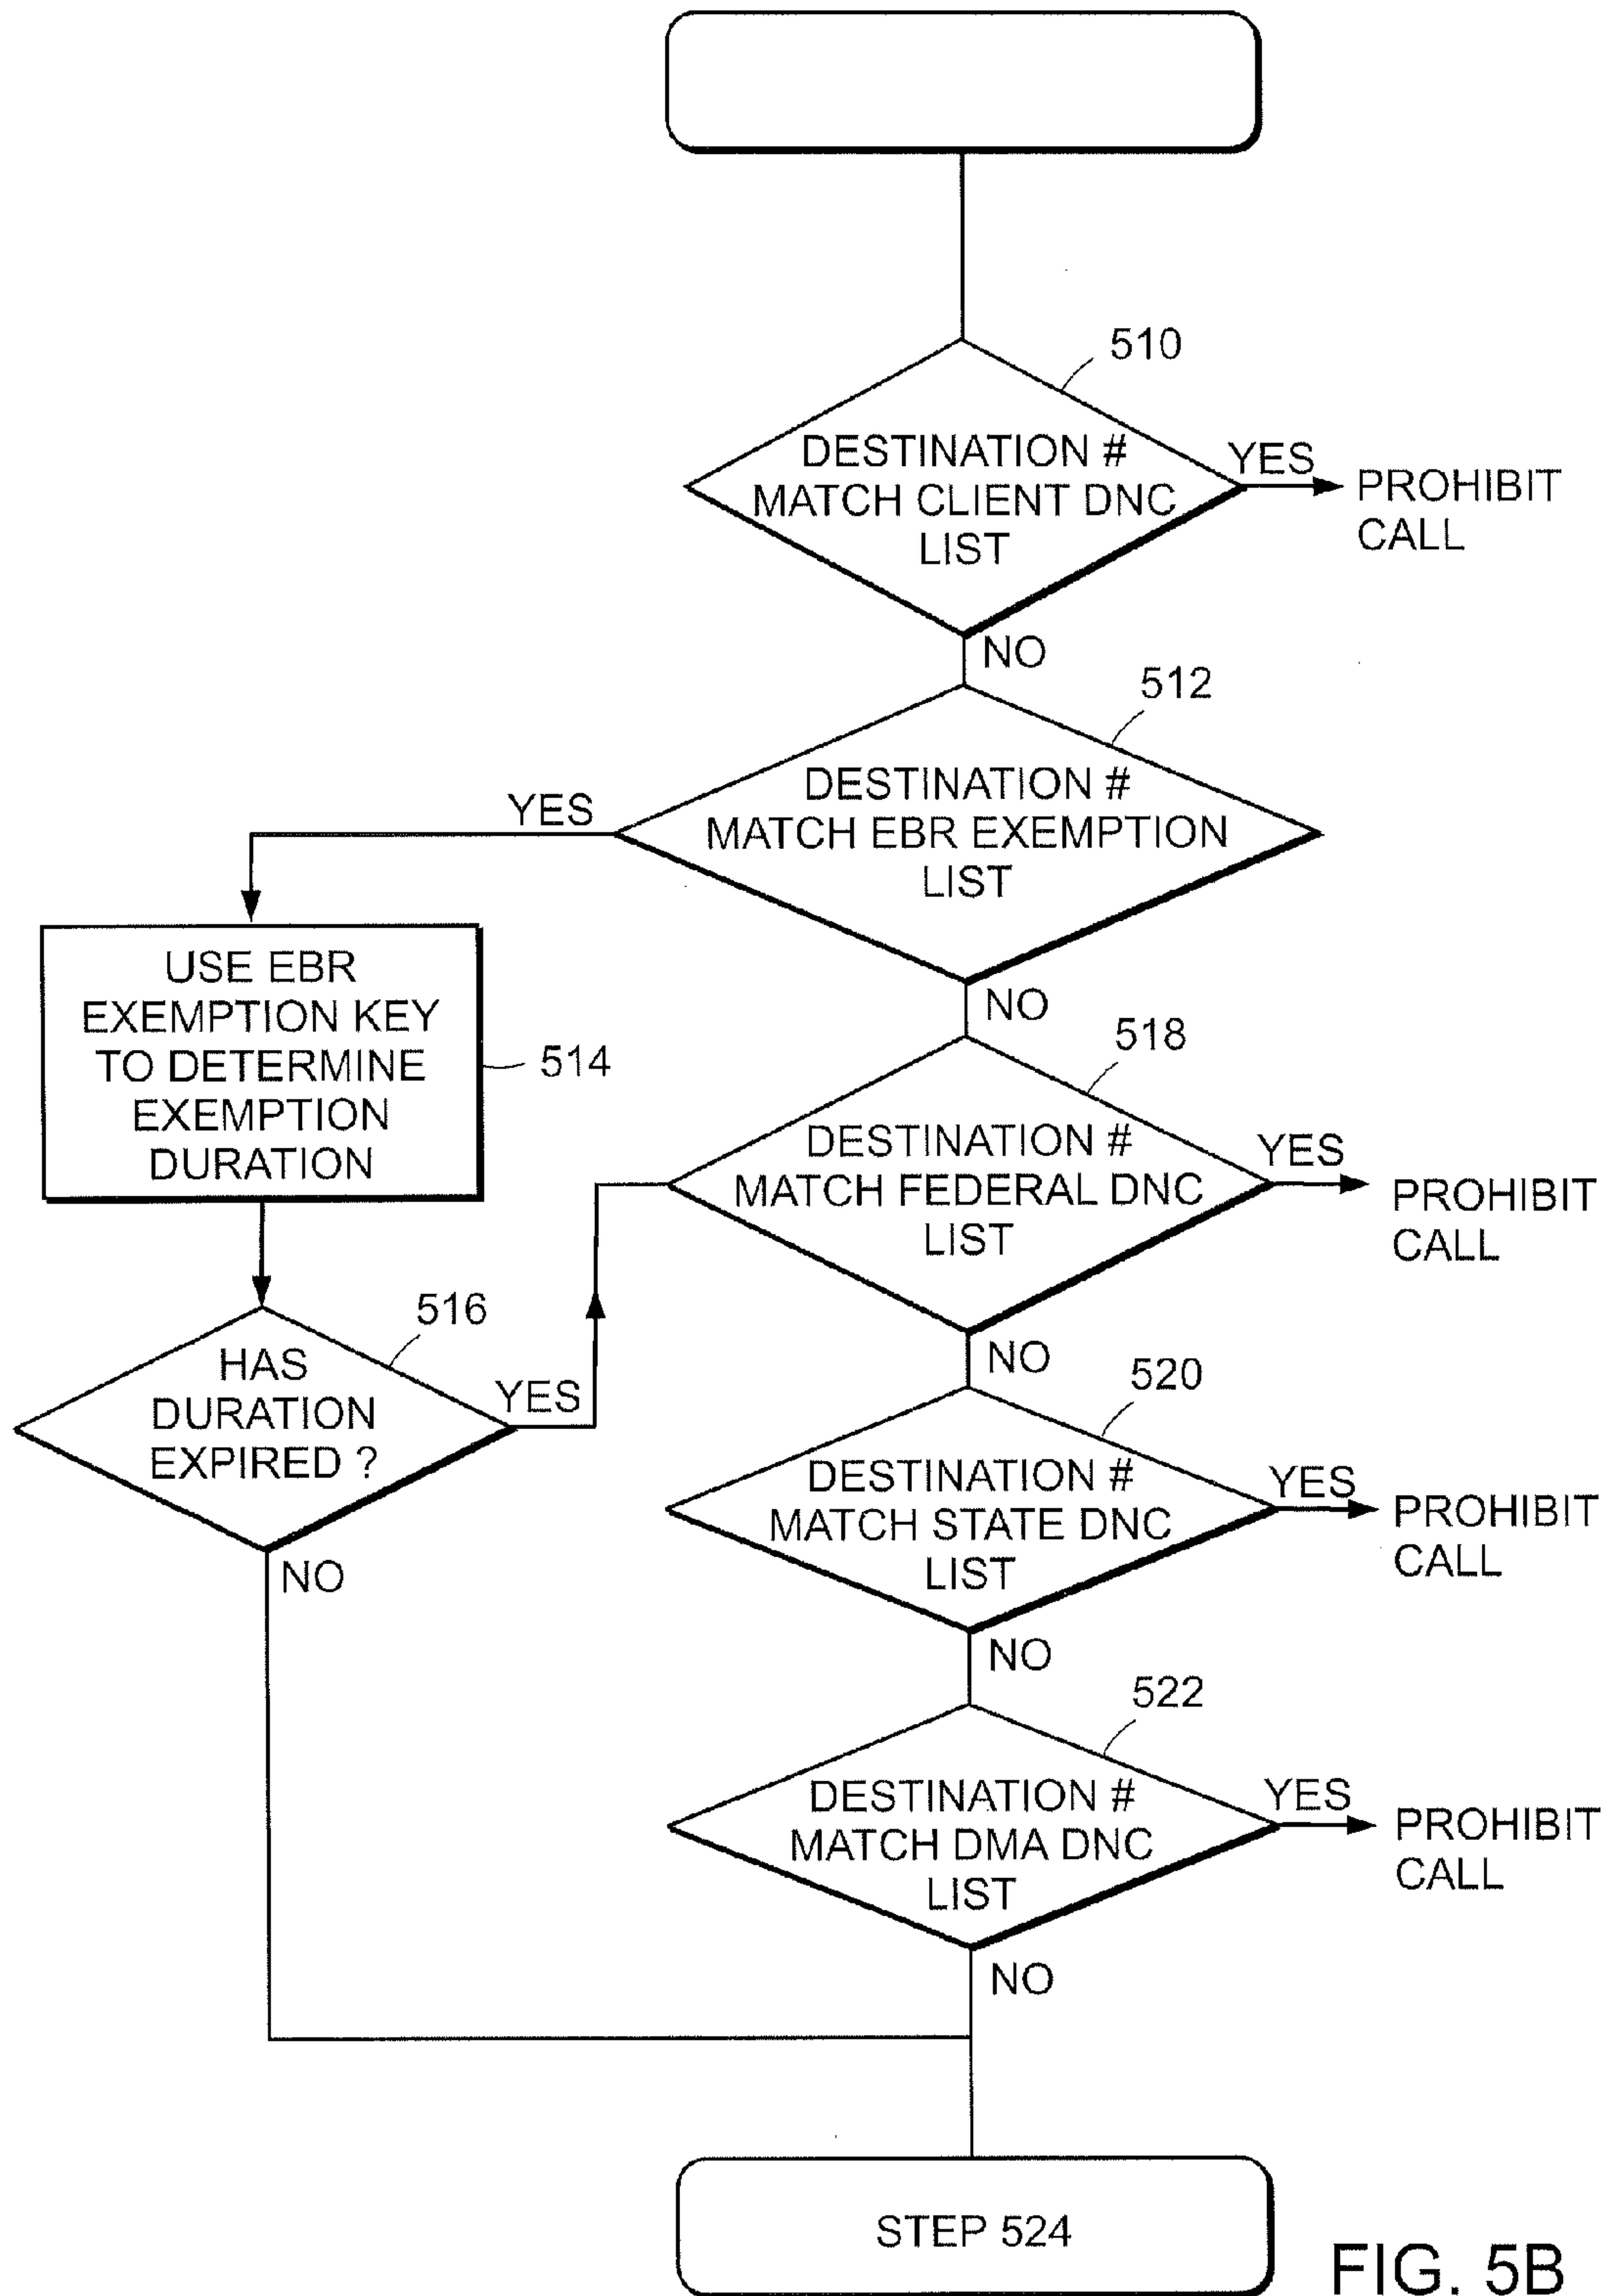 510
DESTINATION #
MATCH CLIENT DNC
LIST
YES
PROHIBIT
CALL
NO
512
DESTINATION #
MATCH EBR EXEMPTION
LIST
YES
NO
USE EBR
EXEMPTION KEY
TO DETERMINE
EXEMPTION
DURATION
514
518
DESTINATION #
MATCH FEDERAL DNC
LIST
YES
PROHIBIT
CALL
NO
516
HAS
DURATION
EXPIRED ?
YES
NO
520
DESTINATION #
MATCH STATE DNC
LIST
YES
PROHIBIT
CALL
NO
522
DESTINATION #
MATCH DMA DNC
LIST
YES
PROHIBIT
CALL
NO
STEP 524
FIG. 5B